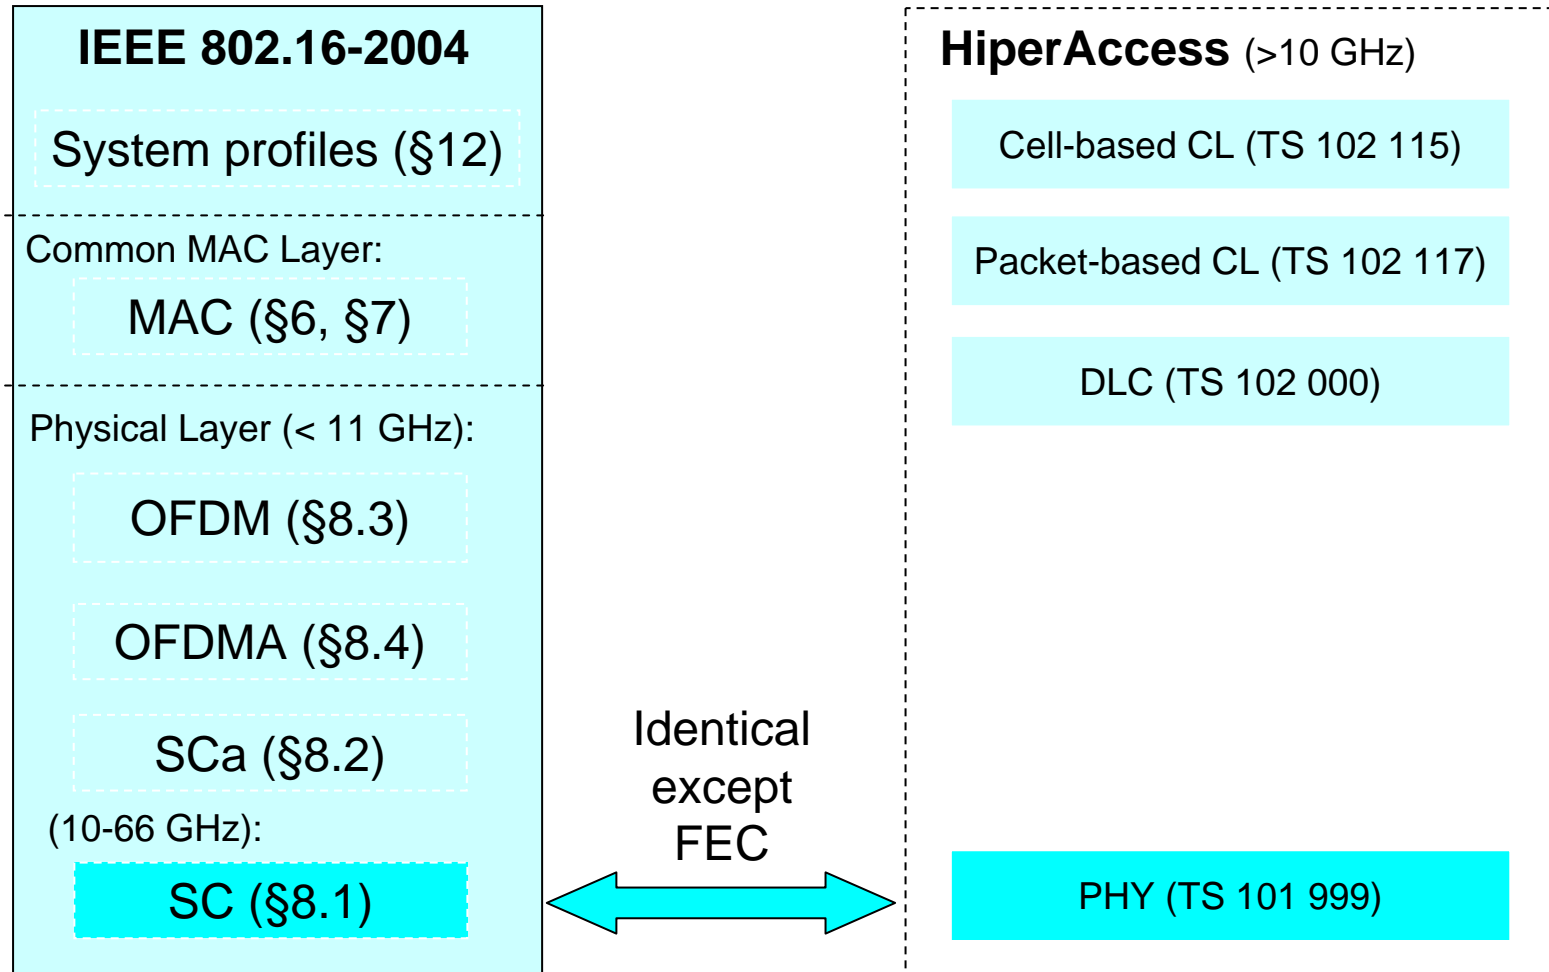 IEEE 802.16-2004
System profiles (§12)
Common MAC Layer:
MAC (§6, §7)
Physical Layer (< 11 GHz):
OFDM (§8.3)
OFDMA (§8.4)
SCa (§8.2)
(10-66 GHz):
SC (§8.1)
Identical
except
FEC
HiperAccess (>10 GHz)
Cell-based CL (TS 102 115)
Packet-based CL (TS 102 117)
DLC (TS 102 000)
PHY (TS 101 999)